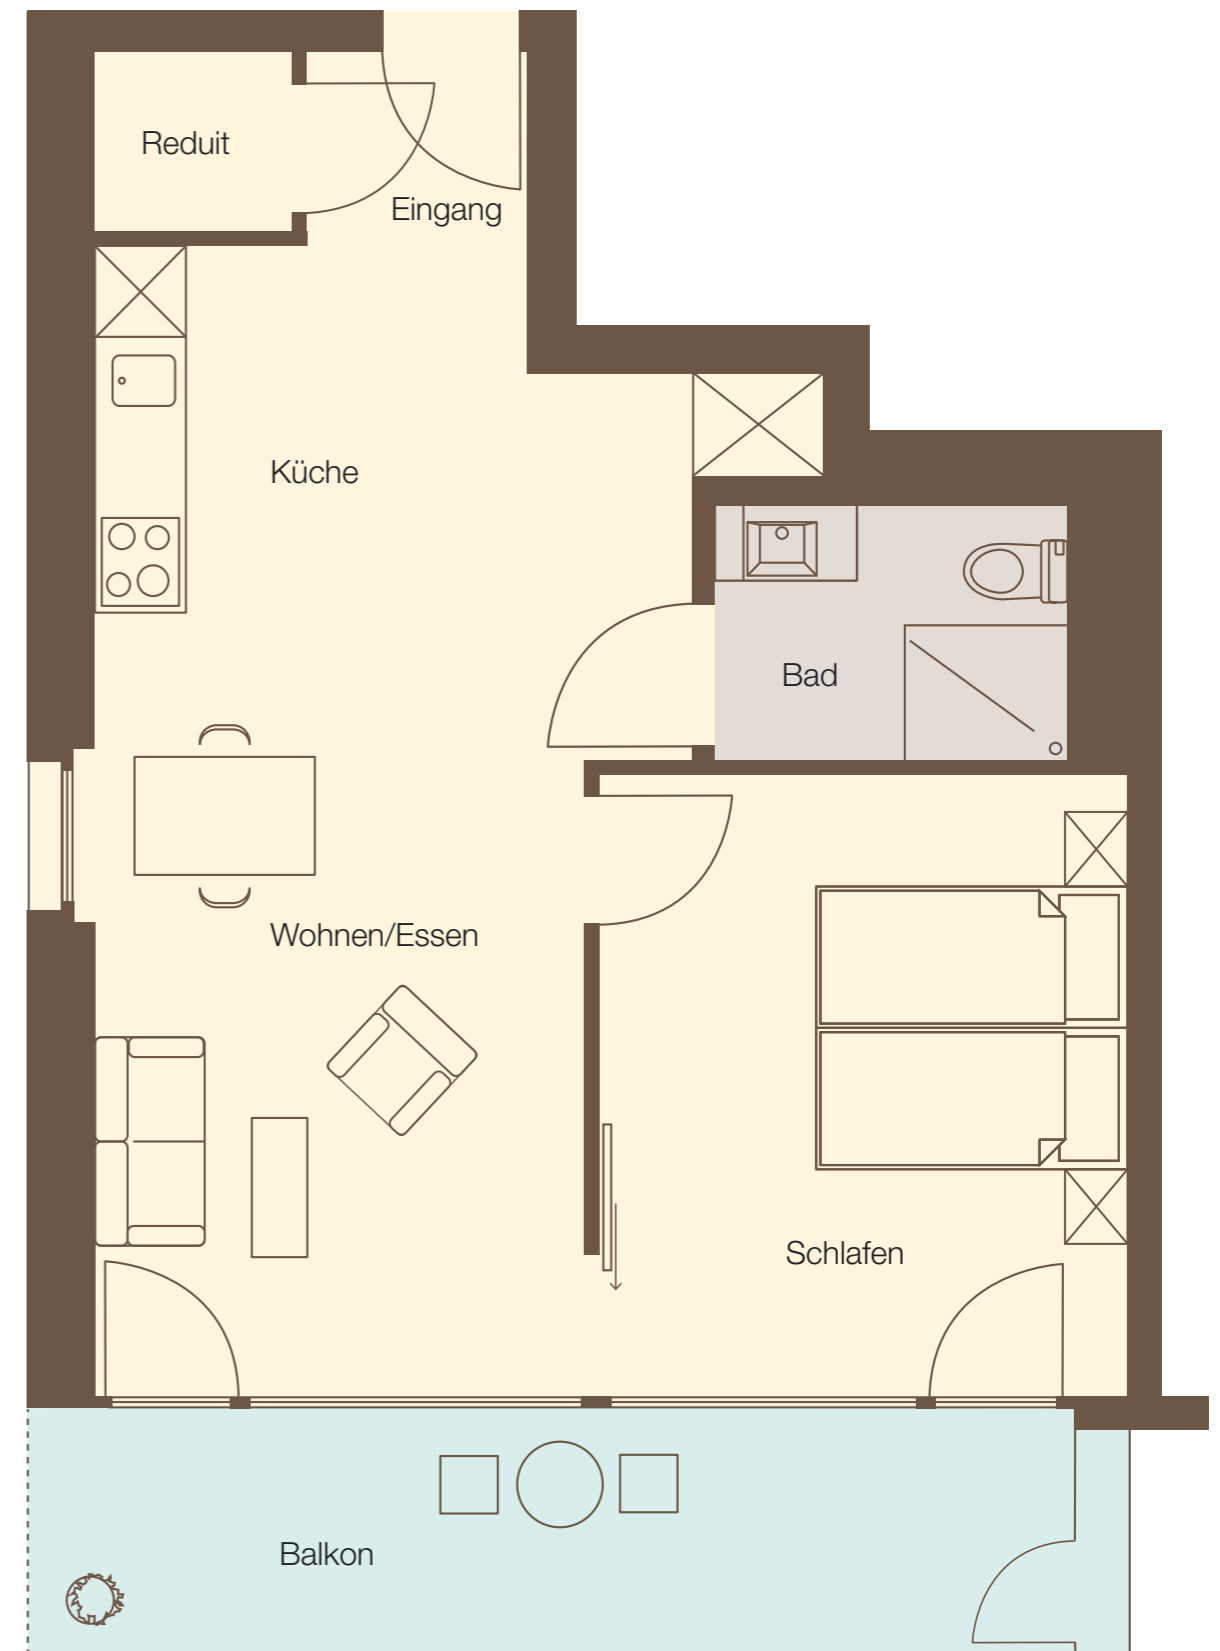 Reduit
Eingang
Küche
Bad
Wohnen/Essen
Schlafen
Balkon